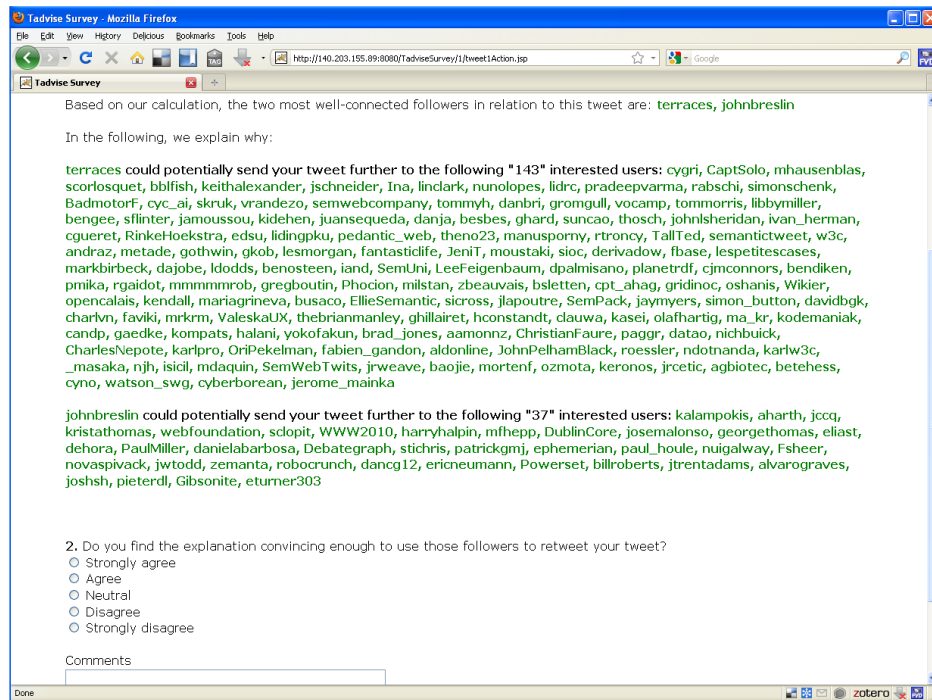 Tadvise Survey - Mozilla Firefox
File Edit View History Delicious Bookmarks Tools Help
TAG http://140.203.155.89:8080/TadviseSurvey/1/tweet1Action.jsp Google FVD
Tadvise Survey
Based on our calculation, the two most well-connected followers in relation to this tweet are: terraces, johnbreslin
In the following, we explain why:
terraces could potentially send your tweet further to the following "143" interested users: cygri, CaptSolo, mhausenblas,
scorlosquet, bblfish, keithalexander, jschneider, Ina, linclark, nunolopes, lidrc, pradeepvarma, rabschi, simonschenk,
BadmotorF, cyc_ai, skruk, vrandezo, semwebcompany, tommyh, danbri, gromgull, vocamp, tommorris, libbymiller,
bengee, sflinter, jamoussou, kidehen, juansequeda, danja, besbes, ghard, suncao, thosch, johnlsheridan, ivan_herman,
cgueret, RinkeHoekstra, edsu, lidingpku, pedantic_web, theno23, manusporny, rtroncy, TallTed, semantictweet, w3c,
andraz, metade, gothwin, gkob, lesmorgan, fantasticlife, JeniT, moustaki, sioc, derivadow, fbase, lespetitescases,
markbirbeck, dajobe, ldodds, benosteen, iand, SemUni, LeeFeigenbaum, dpalmisano, planetrdf, cjmconnors, bendiken,
pmika, rgaidot, mmmmmrob, gregboutin, Phocion, milstan, zbeauvais, bsletten, cpt_ahag, gridinoc, oshanis, Wikier,
opencalais, kendall, mariagrineva, busaco, EllieSemantic, sicross, jlapoutre, SemPack, jaymyers, simon_button, davidbgk,
charlvn, faviki, mrkrm, ValeskaUX, thebrianmanley, ghillairet, hconstandt, clauwa, kasei, olafhartig, ma_kr, kodemaniak,
candp, gaedke, kompats, halani, yokofakun, brad_jones, aamonnz, ChristianFaure, paggr, datao, nichbuick,
CharlesNepote, karlpro, OriPekelman, fabien_gandon, aldonline, JohnPelhamBlack, roessler, ndotnanda, karlw3c,
_masaka, njh, isicil, mdaquin, SemWebTwits, jrweave, baojie, mortenf, ozmota, keronos, jrcetic, agbiotec, betehess,
cyno, watson_swg, cyberborean, jerome_mainka
johnbreslin could potentially send your tweet further to the following "37" interested users: kalampokis, aharth, jccq,
kristathomas, webfoundation, sclopit, WWW2010, harryhalpin, mfhepp, DublinCore, josemalonso, georgethomas, eliast,
dehora, PaulMiller, danielabarbosa, Debategraph, stichris, patrickgmj, ephemerian, paul_houle, nuigalway, Fsheer,
novaspivack, jwtodd, zemanta, robocrunch, dancg12, ericneumann, Powerset, billroberts, jtrentadams, alvarograves,
joshsh, pieterdl, Gibsonite, eturner303
2. Do you find the explanation convincing enough to use those followers to retweet your tweet?
Strongly agree
Agree
Neutral
Disagree
Strongly disagree
Comments
Done zotero FVD